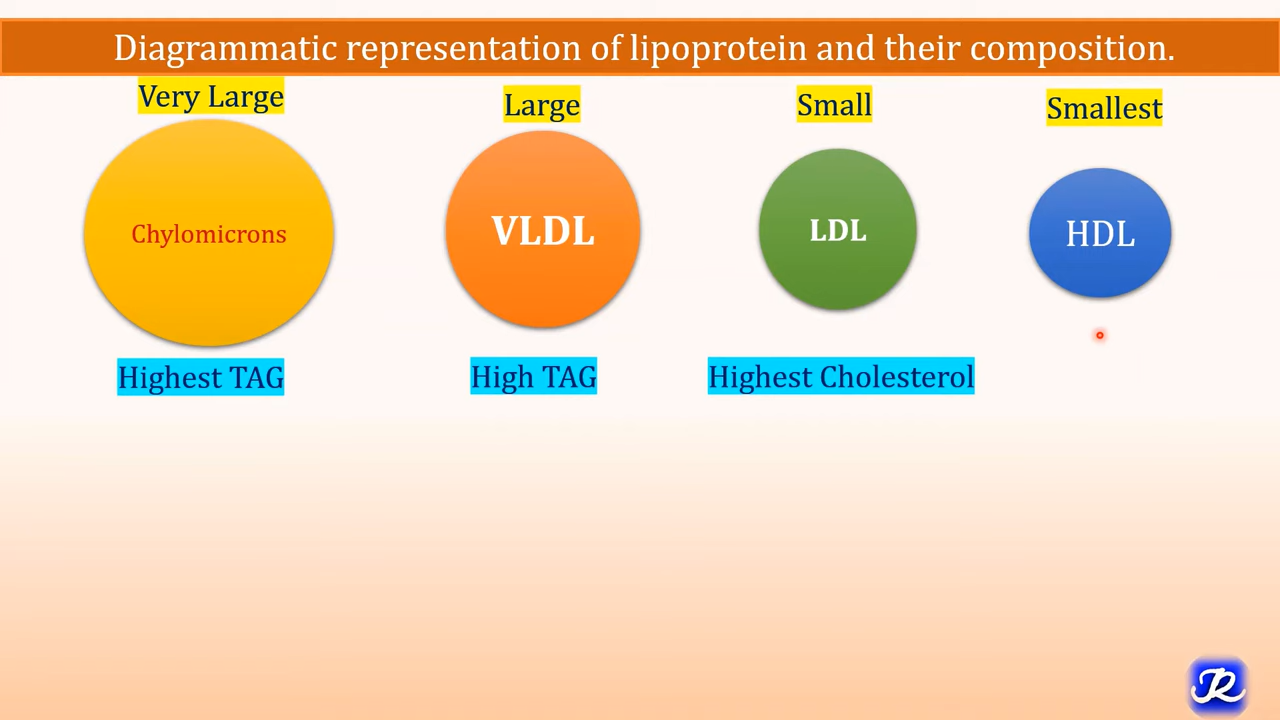 Diagrammatic representation of lipoprotein and their composition.
Very Large
Large
Small
Smallest
Chylomicrons
VLDL
LDL
HDL
Highest TAG
High TAG
Highest Cholesterol
JR